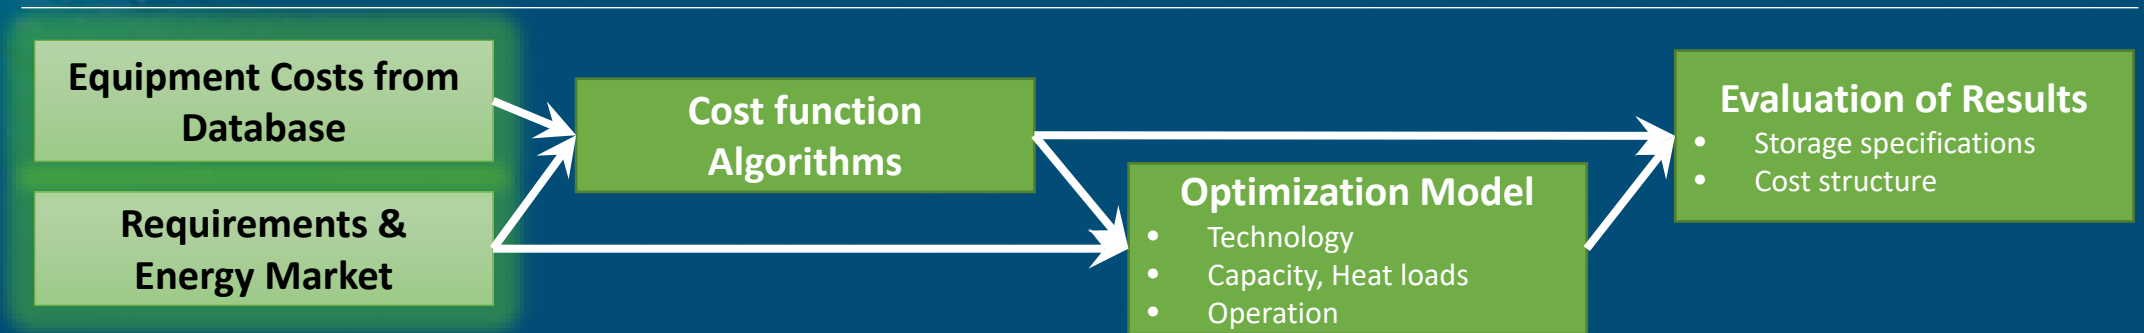 Equipment Costs from
Database
Requirements &
Energy Market
Cost function
Algorithms
Optimization Model
• Technology
• Capacity, Heat loads
• Operation
Evaluation of Results
• Storage specifications
• Cost structure